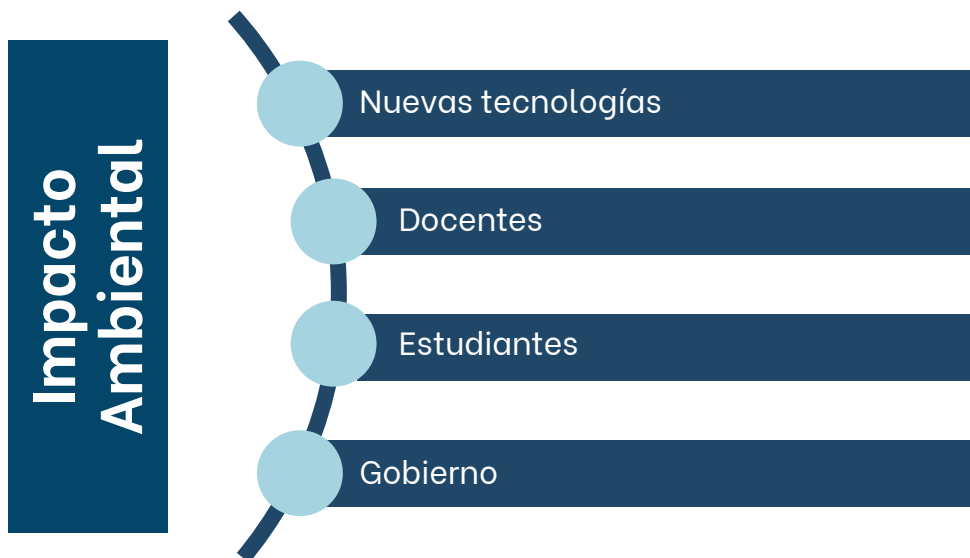 Impacto
Ambiental
Nuevas tecnologías
Docentes
Estudiantes
Gobierno